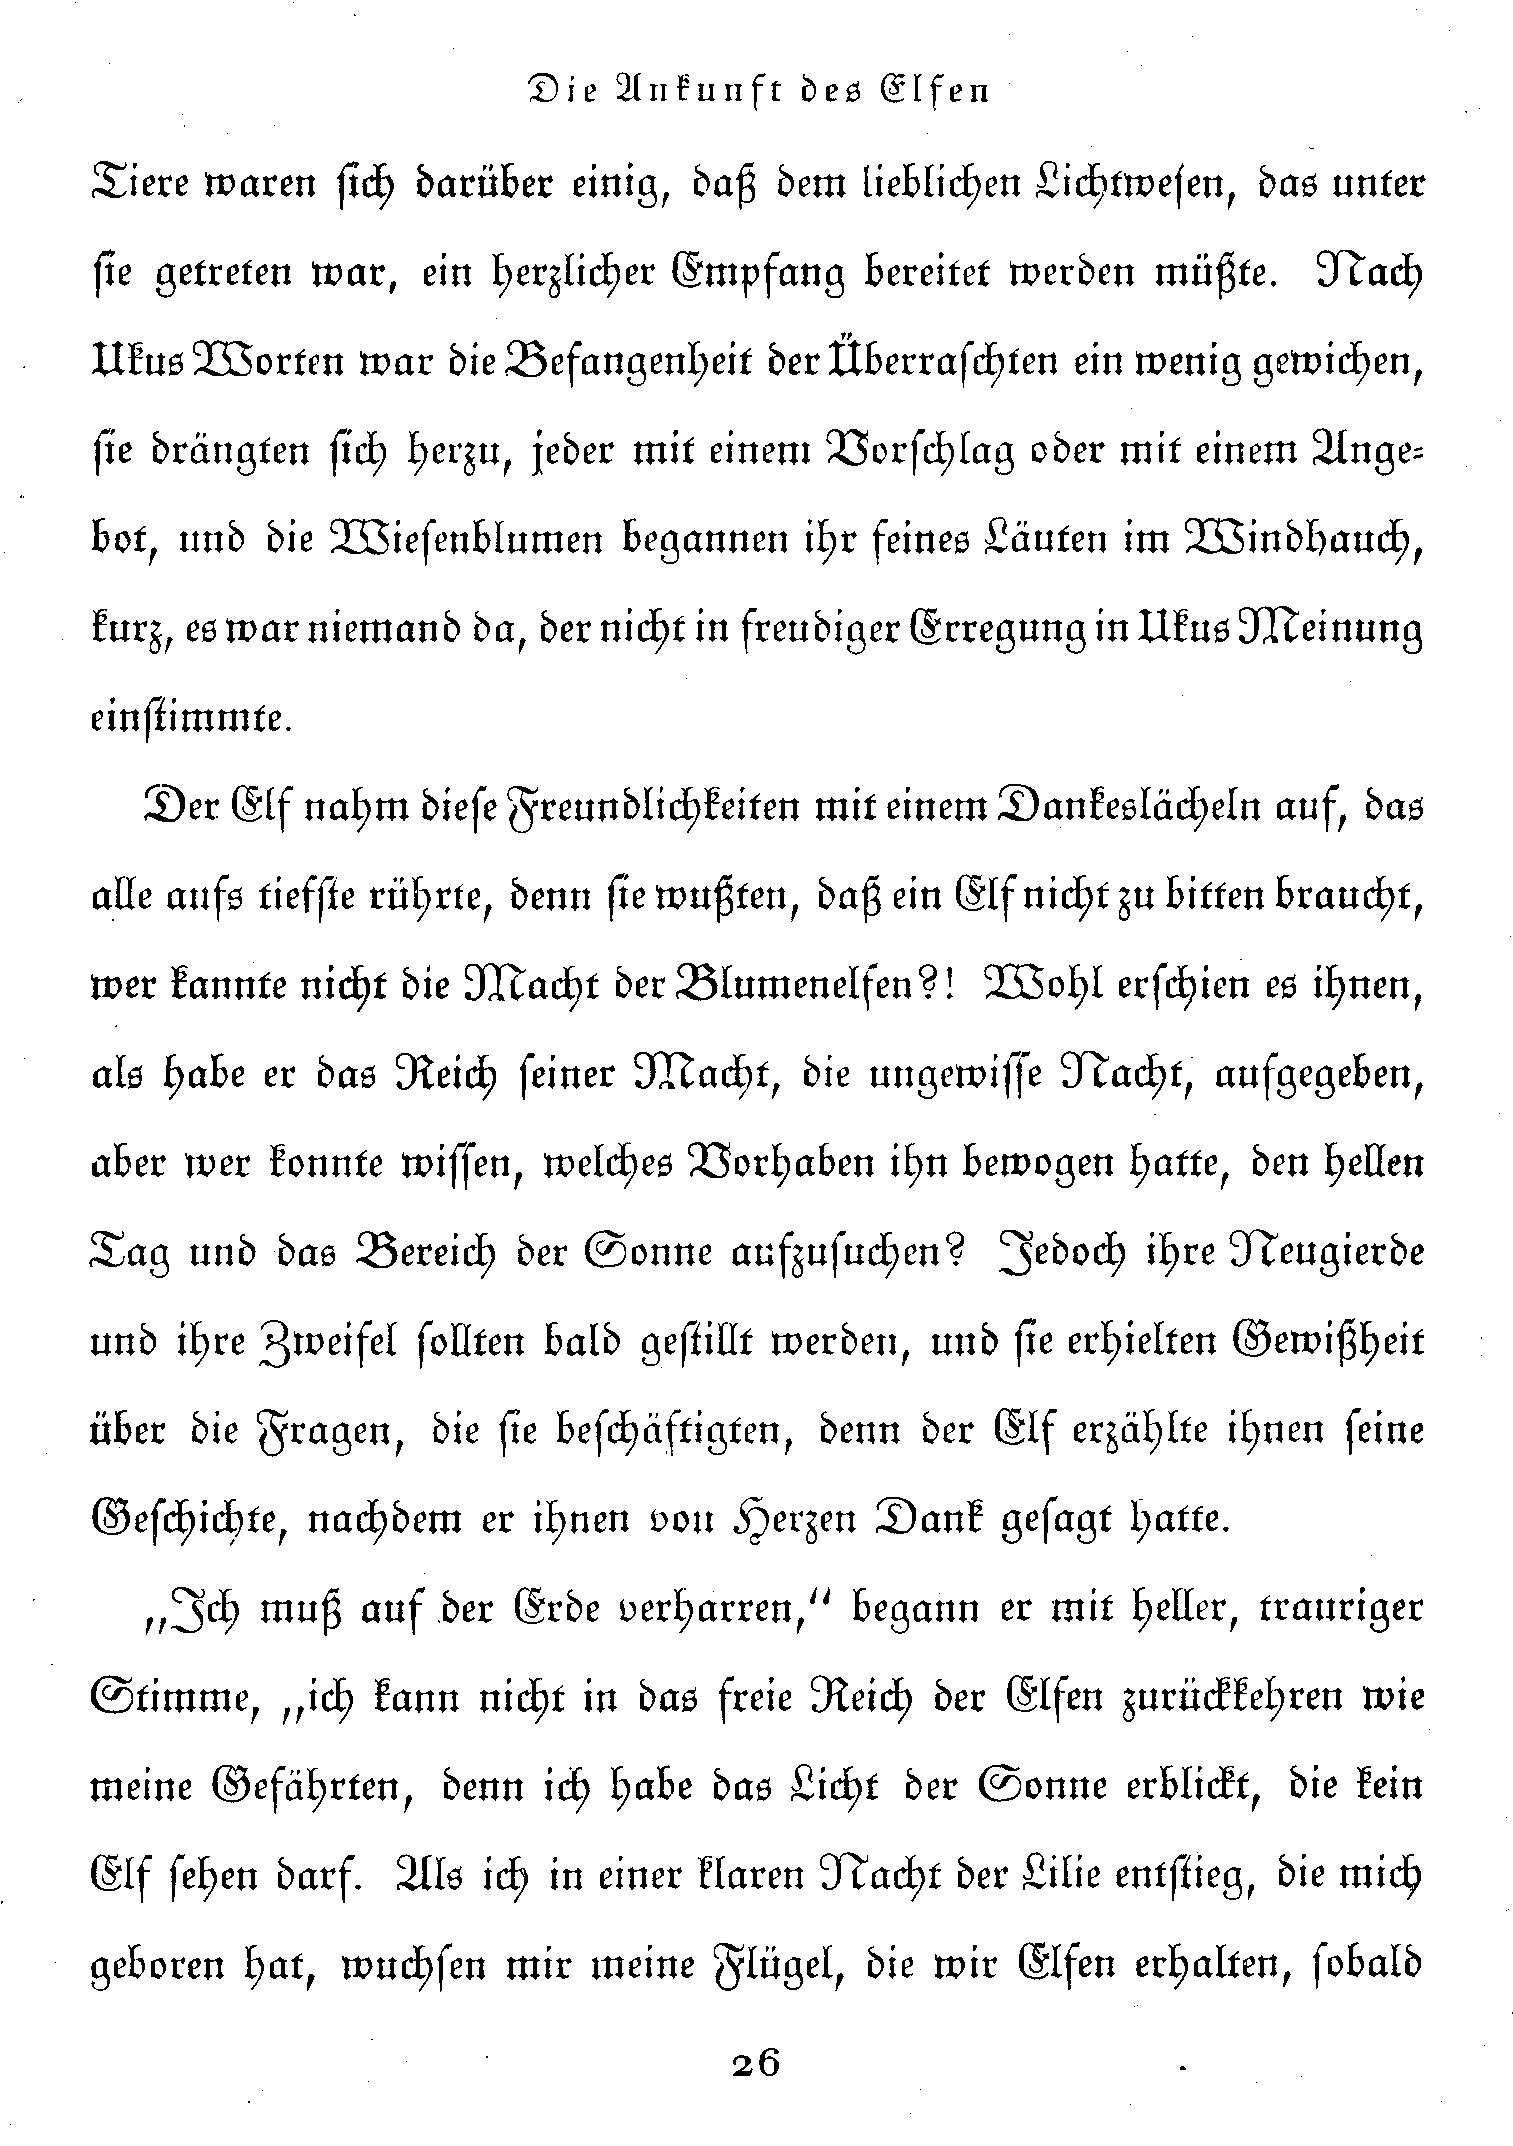 Die Ankunft des Elfen
Tiere waren sich darüber einig, daß dem lieblichen Lichtwesen, das unter
sie getreten war, ein herzlicher Empfang bereitet werden müßte. Nach
Ukus Worten war die Befangenheit der Überraschten ein wenig gewichen,
sie drängten sich herzu, jeder mit einem Vorschlag oder mit einem Ange-
bot, und die Wiesenblumen begannen ihr feines Läuten im Windhauch,
kurz, es war niemand da, der nicht in freudiger Erregung in Ukus Meinung
einstimmte.
Der Elf nahm diese Freundlichkeiten mit einem Dankeslächeln auf, das
alle aufs tiefste rührte, denn sie wußten, daß ein Elf nicht zu bitten braucht,
wer kannte nicht die Macht der Blumenelfen?! Wohl erschien es ihnen,
als habe er das Reich seiner Macht, die ungewisse Nacht, aufgegeben,
aber wer konnte wissen, welches Vorhaben ihn bewogen hatte, den hellen
Tag und das Bereich der Sonne aufzusuchen? Jedoch ihre Neugierde
und ihre Zweifel sollten bald gestillt werden, und sie erhielten Gewißheit
über die Fragen, die sie beschäftigten, denn der Elf erzählte ihnen seine
Geschichte, nachdem er ihnen von Herzen Dank gesagt hatte.
„Ich muß auf der Erde verharren,“ begann er mit heller, trauriger
Stimme, „ich kann nicht in das freie Reich der Elfen zurückkehren wie
meine Gefährten, denn ich habe das Licht der Sonne erblickt, die kein
Elf sehen darf. Als ich in einer klaren Nacht der Lilie entstieg, die mich
geboren hat, wuchsen mir meine Flügel, die wir Elfen erhalten, sobald
26